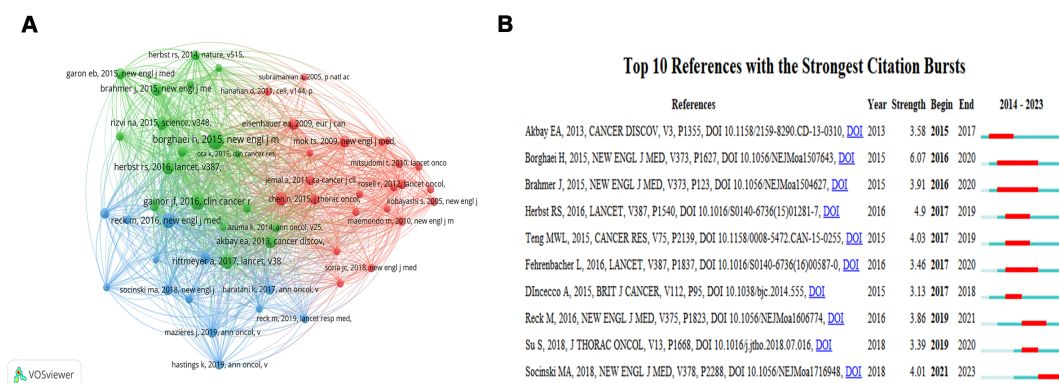 A
herbst rs, 2014, nature, v515,
garon eb, 2015, new engl j med
subramanian a, 2005, p natl ac
brahmer j, 2015, new engl j me
hanahan d, 2011, cell, v144, p
rizvi na, 2015, science, v348,
eisenhauer ea, 2009, eur j can
borghaei h, 2015, new engl j m
mok ts, 2009, new engl j med,
ota k, 2015, clin cancer res,
mitsudomi t, 2010, lancet onco
herbst rs, 2016, lancet, v387,
jemal a, 2011, ca-cancer j cli
rosell r, 2012, lancet oncol,
gainor jf, 2016, clin cancer r
chen n, 2015, j thorac oncol,
kobayashi s, 2005, new engl j
reck m, 2016, new engl j med,
maemondo m, 2010, new engl j m
azuma k, 2014, ann oncol, v25,
akbay ea, 2013, cancer discov,
rittmeyer a, 2017, lancet, v38
soria jc, 2018, new engl j med
socinski ma, 2018, new engl j
haratani k, 2017, ann oncol, v
reck m, 2019, lancet resp med,
mazières j, 2019, ann oncol, v
hastings k, 2019, ann oncol, v
VOSviewer
B
Top 10 References with the Strongest Citation Bursts
References Year Strength Begin End 2014 - 2023
Akbay EA, 2013, CANCER DISCOV, V3, P1355, DOI 10.1158/2159-8290.CD-13-0310, DOI 2013 3.58 2015 2017
Borghaei H, 2015, NEW ENGL J MED, V373, P1627, DOI 10.1056/NEJMoa1507643, DOI 2015 6.07 2016 2020
Brahmer J, 2015, NEW ENGL J MED, V373, P123, DOI 10.1056/NEJMoa1504627, DOI 2015 3.91 2016 2020
Herbst RS, 2016, LANCET, V387, P1540, DOI 10.1016/S0140-6736(15)01281-7, DOI 2016 4.9 2017 2019
Teng MWL, 2015, CANCER RES, V75, P2139, DOI 10.1158/0008-5472.CAN-15-0255, DOI 2015 4.03 2017 2019
Fehrenbacher L, 2016, LANCET, V387, P1837, DOI 10.1016/S0140-6736(16)00587-0, DOI 2016 3.46 2017 2020
DIncecco A, 2015, BRIT J CANCER, V112, P95, DOI 10.1038/bjc.2014.555, DOI 2015 3.13 2017 2018
Reck M, 2016, NEW ENGL J MED, V375, P1823, DOI 10.1056/NEJMoa1606774, DOI 2016 3.86 2019 2021
Su S, 2018, J THORAC ONCOL, V13, P1668, DOI 10.1016/j.jtho.2018.07.016, DOI 2018 3.39 2019 2020
Socinski MA, 2018, NEW ENGL J MED, V378, P2288, DOI 10.1056/NEJMoa1716948, DOI 2018 4.01 2021 2023